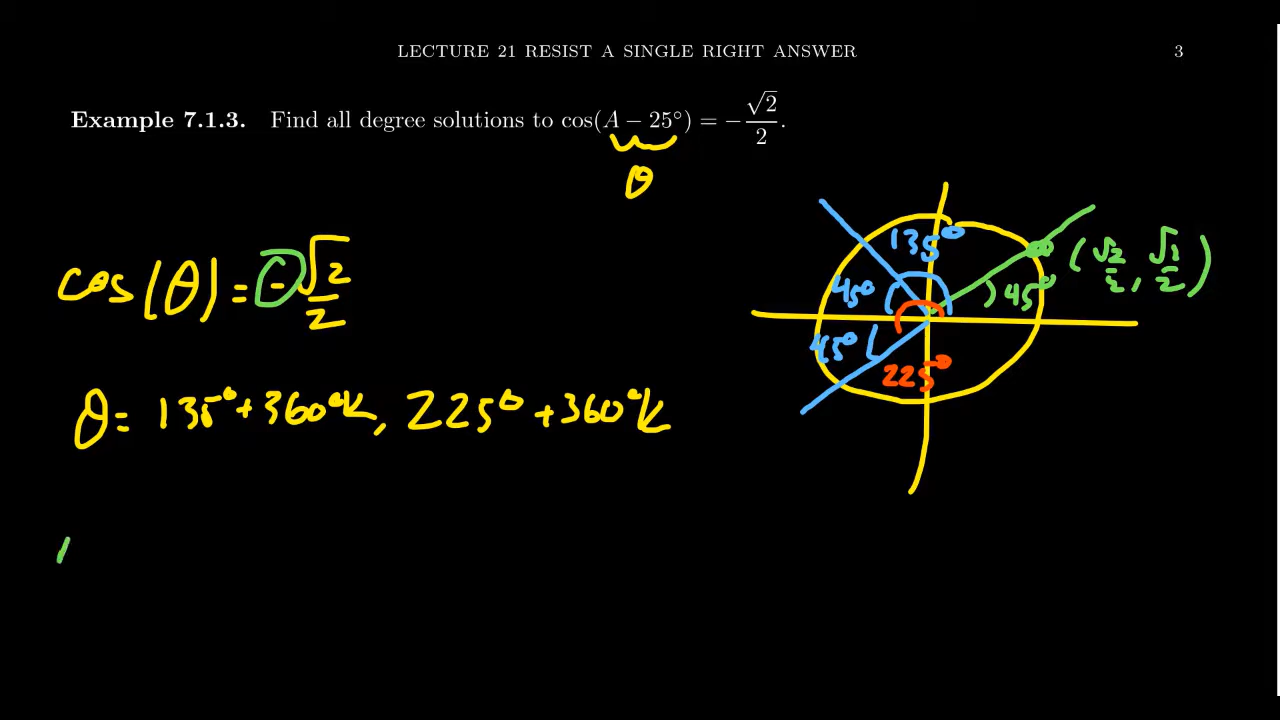 LECTURE 21 RESIST A SINGLE RIGHT ANSWER 3
Example 7.1.3. Find all degree solutions to cos(A − 25°) = −√2/2.
θ
cos(θ) = -√2/2
135°
45°
(√2/2, √2/2)
45°
45°
225°
θ = 135° + 360°k, 225° + 360°k